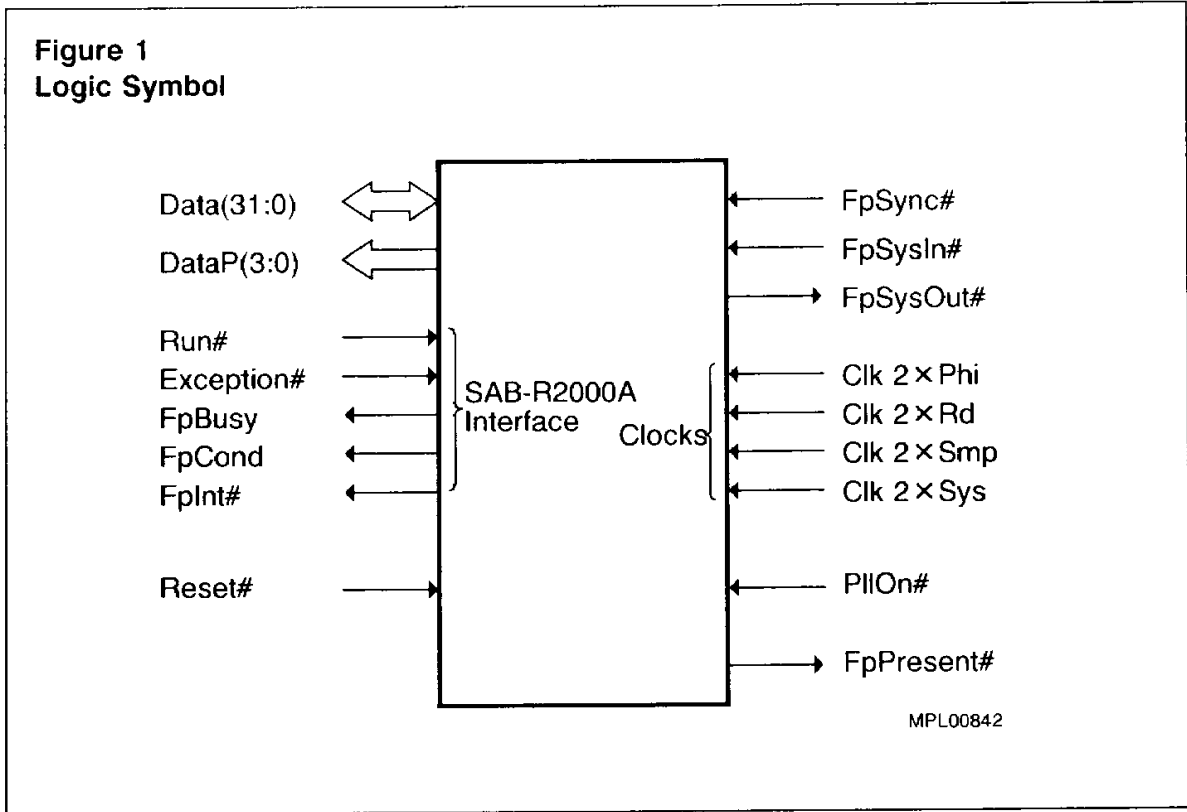 Figure 1
Logic Symbol
Data(31:0)
DataP(3:0)
Run#
Exception#
FpBusy
FpCond
FpInt#
Reset#
SAB-R2000A
Interface
Clocks
FpSync#
FpSysIn#
FpSysOut#
Clk 2×Phi
Clk 2×Rd
Clk 2×Smp
Clk 2×Sys
PllOn#
FpPresent#
MPL00842